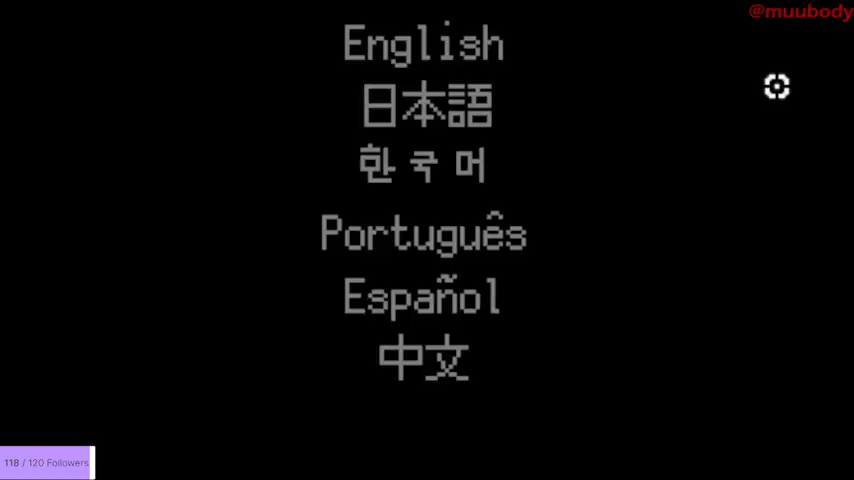 @muubody
English
日本語
한국어
Português
Español
中文
118 / 120 Followers